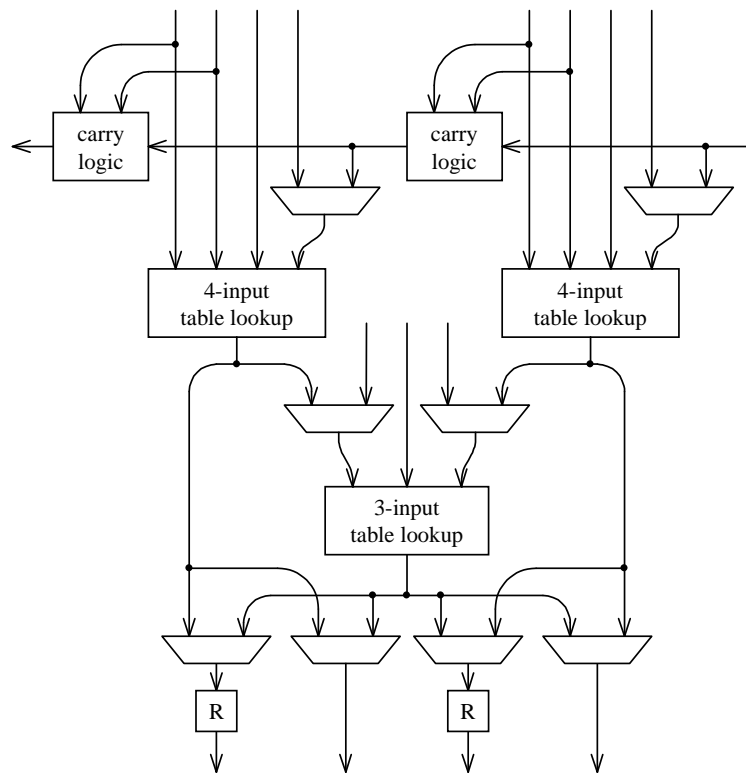 carry
logic
carry
logic
4-input
table lookup
4-input
table lookup
3-input
table lookup
R
R